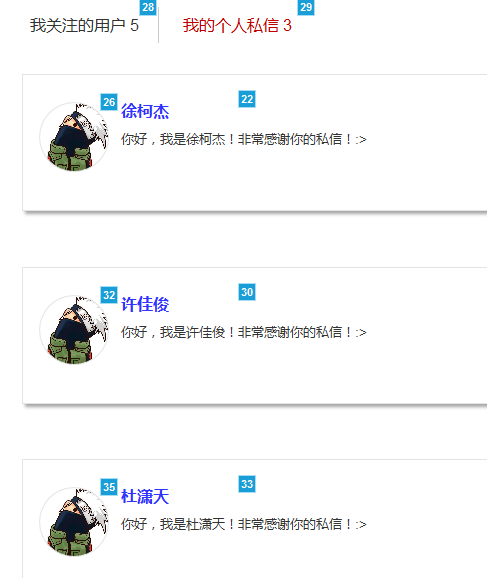 28
29
我关注的用户 5
我的个人私信 3
26
22
徐柯杰
你好，我是徐柯杰！非常感谢你的私信！:>
32
30
许佳俊
你好，我是许佳俊！非常感谢你的私信！:>
35
33
杜潇天
你好，我是杜潇天！非常感谢你的私信！:>